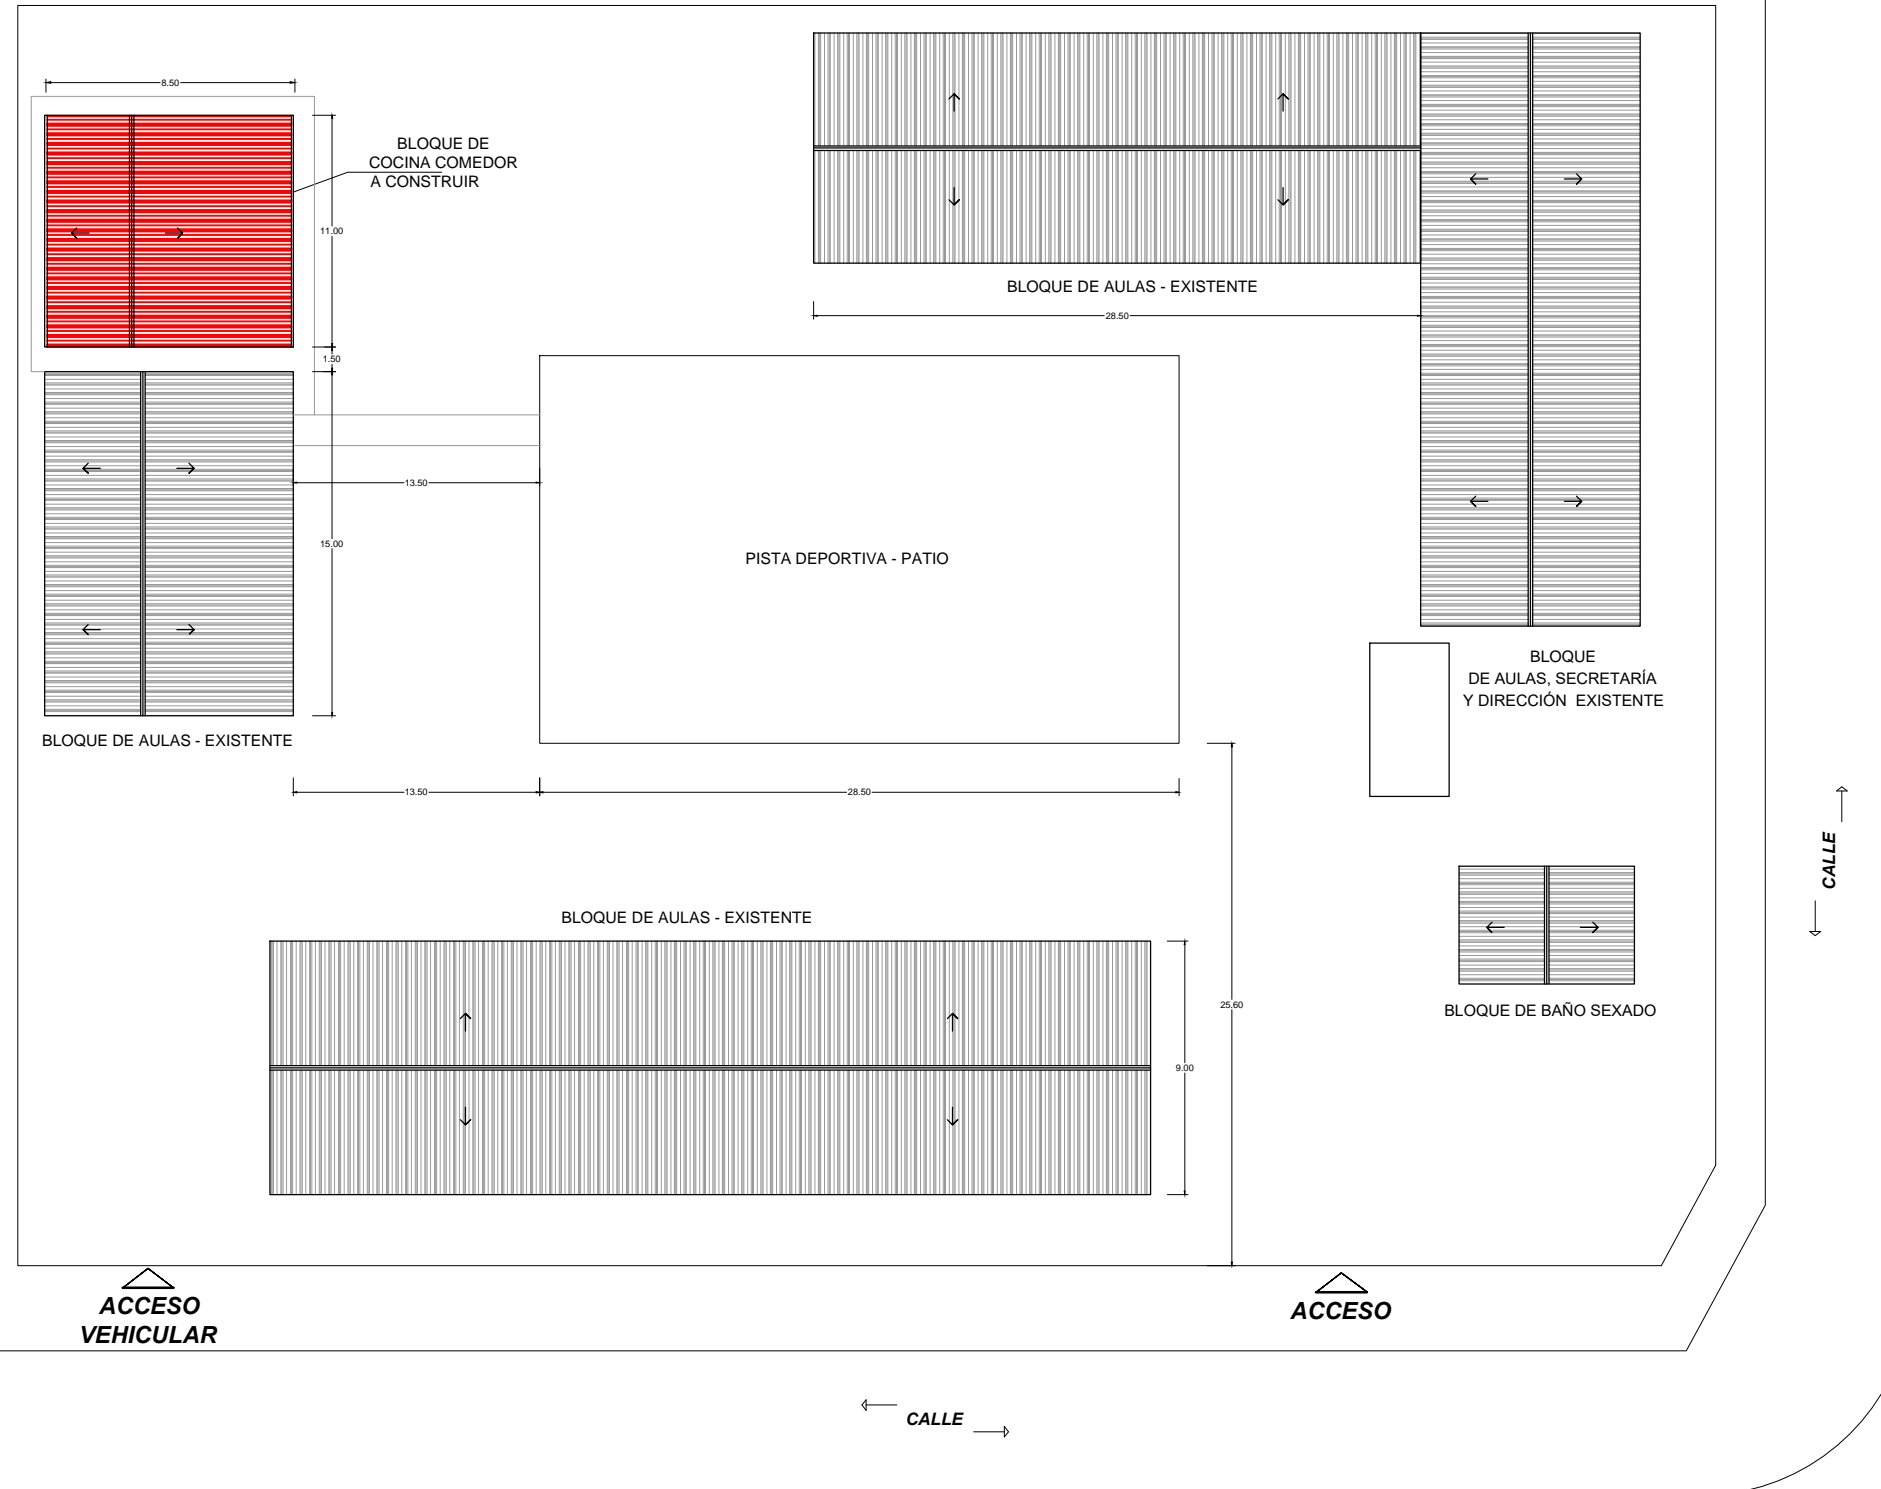 8.50
BLOQUE DE
COCINA COMEDOR
A CONSTRUIR
11.00
BLOQUE DE AULAS - EXISTENTE
28.50
1.50
13.50
15.00
PISTA DEPORTIVA - PATIO
BLOQUE
DE AULAS, SECRETARÍA
Y DIRECCIÓN EXISTENTE
BLOQUE DE AULAS - EXISTENTE
13.50
28.50
CALLE
BLOQUE DE AULAS - EXISTENTE
25.60
9.00
BLOQUE DE BAÑO SEXADO
ACCESO
VEHICULAR
ACCESO
CALLE